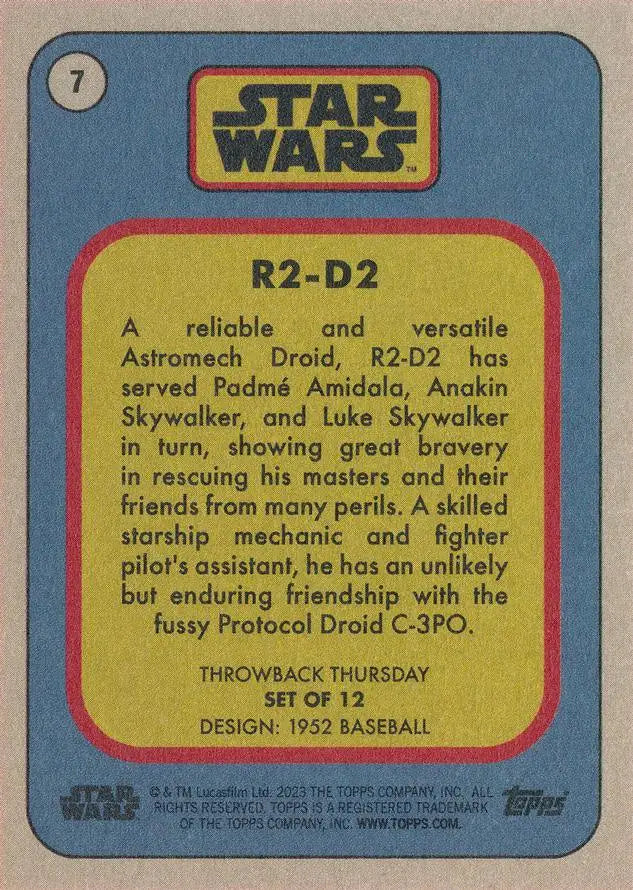 7
STAR
WARS
TM
R2-D2
A reliable and versatile
Astromech Droid, R2-D2 has
served Padmé Amidala, Anakin
Skywalker, and Luke Skywalker
in turn, showing great bravery
in rescuing his masters and their
friends from many perils. A skilled
starship mechanic and fighter
pilot's assistant, he has an unlikely
but enduring friendship with the
fussy Protocol Droid C-3PO.
THROWBACK THURSDAY
SET OF 12
DESIGN: 1952 BASEBALL
STAR
WARS
© & TM Lucasfilm Ltd. 2023 THE TOPPS COMPANY, INC. ALL
RIGHTS RESERVED. TOPPS IS A REGISTERED TRADEMARK
OF THE TOPPS COMPANY, INC. WWW.TOPPS.COM.
topps